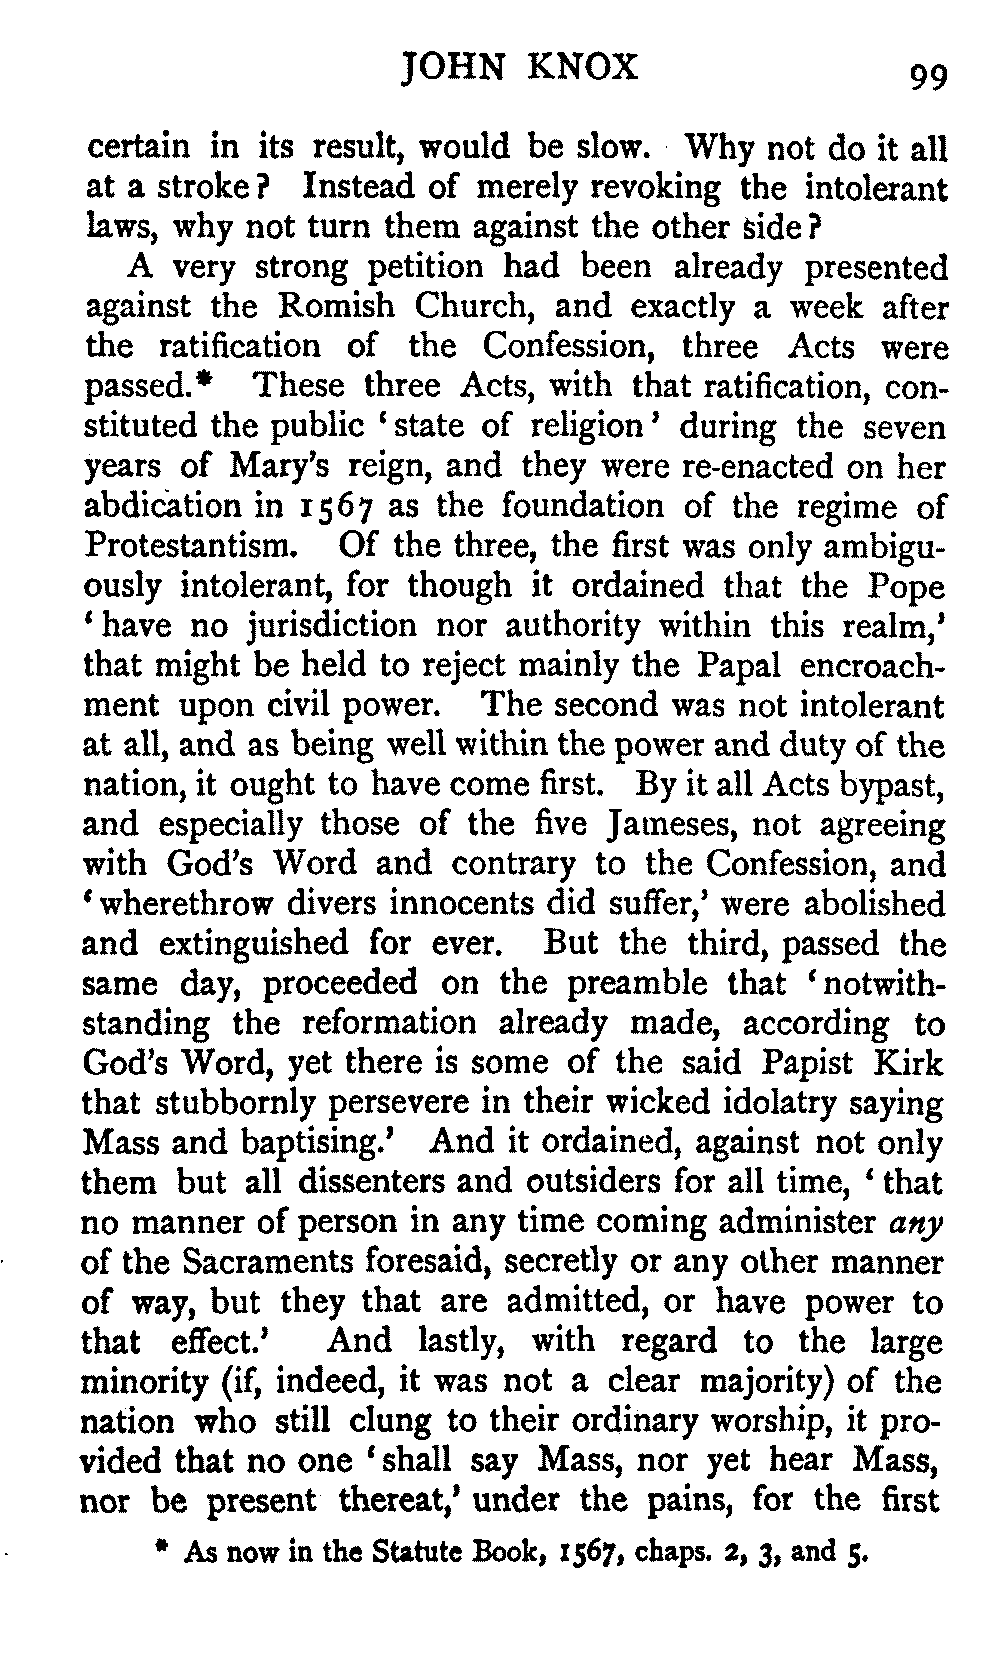 JOHN KNOX 99
certain in its result, would be slow. Why not do it all
at a stroke? Instead of merely revoking the intolerant
laws, why not turn them against the other side?
A very strong petition had been already presented
against the Romish Church, and exactly a week after
the ratification of the Confession, three Acts were
passed.* These three Acts, with that ratification, con-
stituted the public ‘state of religion’ during the seven
years of Mary's reign, and they were re-enacted on her
abdication in 1567 as the foundation of the regime of
Protestantism. Of the three, the first was only ambigu-
ously intolerant, for though it ordained that the Pope
‘have no jurisdiction nor authority within this realm,’
that might be held to reject mainly the Papal encroach-
ment upon civil power. The second was not intolerant
at all, and as being well within the power and duty of the
nation, it ought to have come first. By it all Acts bypast,
and especially those of the five Jameses, not agreeing
with God's Word and contrary to the Confession, and
‘wherethrow divers innocents did suffer,’ were abolished
and extinguished for ever. But the third, passed the
same day, proceeded on the preamble that ‘notwith-
standing the reformation already made, according to
God's Word, yet there is some of the said Papist Kirk
that stubbornly persevere in their wicked idolatry saying
Mass and baptising.’ And it ordained, against not only
them but all dissenters and outsiders for all time, ‘that
no manner of person in any time coming administer any
of the Sacraments foresaid, secretly or any other manner
of way, but they that are admitted, or have power to
that effect.’ And lastly, with regard to the large
minority (if, indeed, it was not a clear majority) of the
nation who still clung to their ordinary worship, it pro-
vided that no one ‘shall say Mass, nor yet hear Mass,
nor be present thereat,’ under the pains, for the first
* As now in the Statute Book, 1567, chaps. 2, 3, and 5.